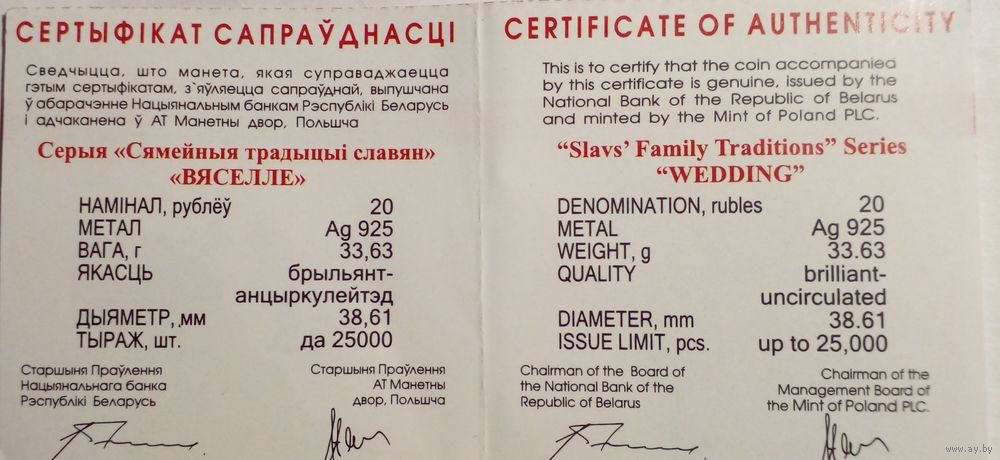 СЕРТЫФІКАТ САПРАЎДНАСЦІ
Сведчыцца, што манета, якая суправаджаецца
гэтым сертыфікатам, з`яўляецца сапраўднай, выпушчана
ў абарачэнне Нацыянальным банкам Рэспублікі Беларусь
і адчаканена ў АТ Манетны двор, Польшча
Серыя «Сямейныя традыцыі славян»
«ВЯСЕЛЛЕ»
НАМІНАЛ, рублёў 20
МЕТАЛ Ag 925
ВАГА, г 33,63
ЯКАСЦЬ брыльянт-
анцыркулейтэд
ДЫЯМЕТР, мм 38,61
ТЫРАЖ, шт. да 25000
Старшыня Праўлення
Нацыянальнага банка
Рэспублікі Беларусь
Старшыня Праўлення
АТ Манетны
двор, Польшча
CERTIFICATE OF AUTHENTICITY
This is to certify that the coin accompanied
by this certificate is genuine, issued by the
National Bank of the Republic of Belarus
and minted by the Mint of Poland PLC.
“Slavs’ Family Traditions” Series
“WEDDING”
DENOMINATION, rubles 20
METAL Ag 925
WEIGHT, g 33.63
QUALITY brilliant-
uncirculated
DIAMETER, mm 38.61
ISSUE LIMIT, pcs. up to 25,000
Chairman of the Board of
the National Bank of the
Republic of Belarus
Chairman of the
Management Board of
the Mint of Poland PLC.
www.ay.by